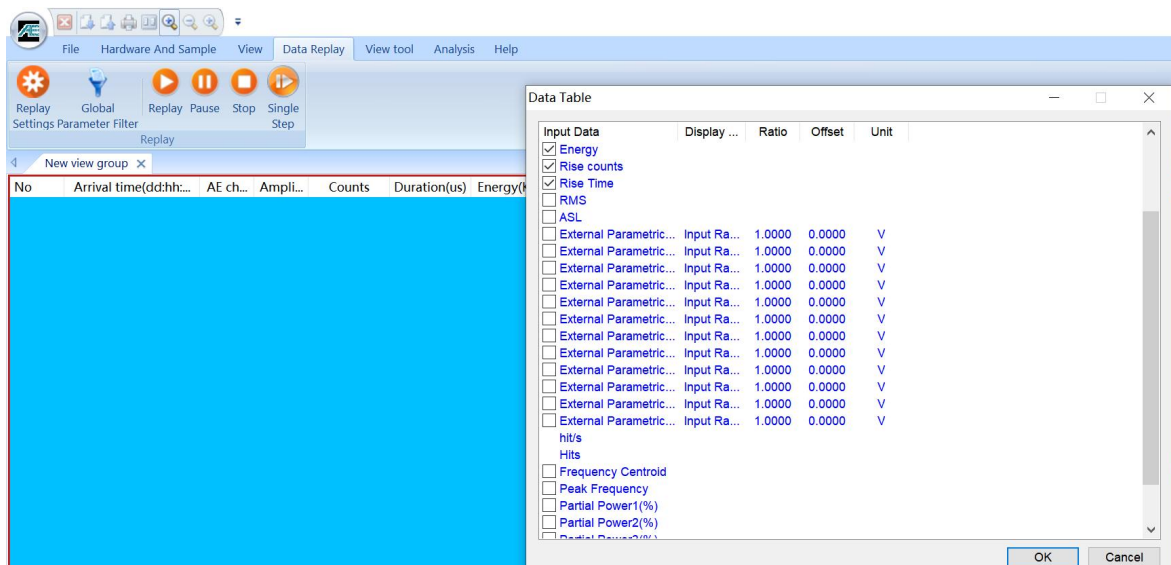 File Hardware And Sample View Data Replay View tool Analysis Help
Replay Settings
Global Parameter Filter
Replay Pause Stop Single Step
Replay
New view group
No Arrival time(dd:hh:... AE ch... Ampli... Counts Duration(us) Energy(
Data Table
Input Data Display ... Ratio Offset Unit
Energy
Rise counts
Rise Time
RMS
ASL
External Parametric... Input Ra... 1.0000 0.0000 V
External Parametric... Input Ra... 1.0000 0.0000 V
External Parametric... Input Ra... 1.0000 0.0000 V
External Parametric... Input Ra... 1.0000 0.0000 V
External Parametric... Input Ra... 1.0000 0.0000 V
External Parametric... Input Ra... 1.0000 0.0000 V
External Parametric... Input Ra... 1.0000 0.0000 V
External Parametric... Input Ra... 1.0000 0.0000 V
External Parametric... Input Ra... 1.0000 0.0000 V
External Parametric... Input Ra... 1.0000 0.0000 V
External Parametric... Input Ra... 1.0000 0.0000 V
External Parametric... Input Ra... 1.0000 0.0000 V
hit/s
Hits
Frequency Centroid
Peak Frequency
Partial Power1(%)
Partial Power2(%)
Partial Power3(%)
OK Cancel